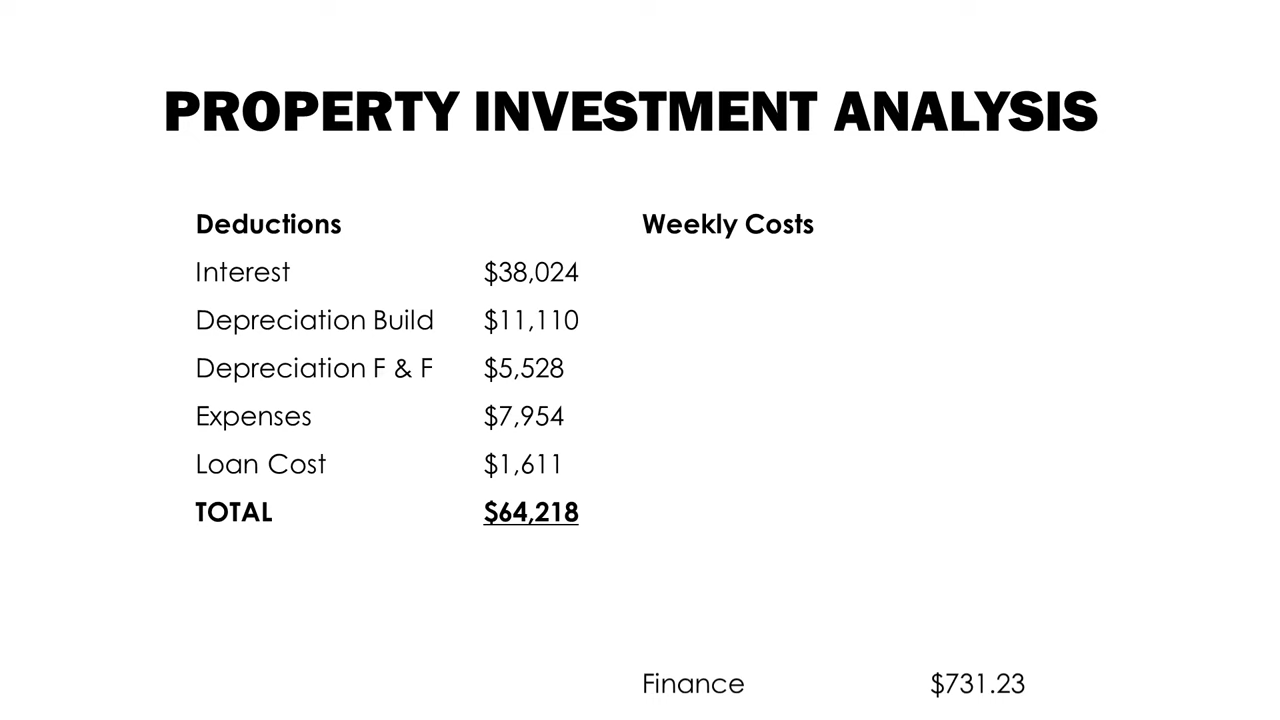 PROPERTY INVESTMENT ANALYSIS
Deductions Weekly Costs
Interest $38,024
Depreciation Build $11,110
Depreciation F & F $5,528
Expenses $7,954
Loan Cost $1,611
TOTAL $64,218
Finance $731.23